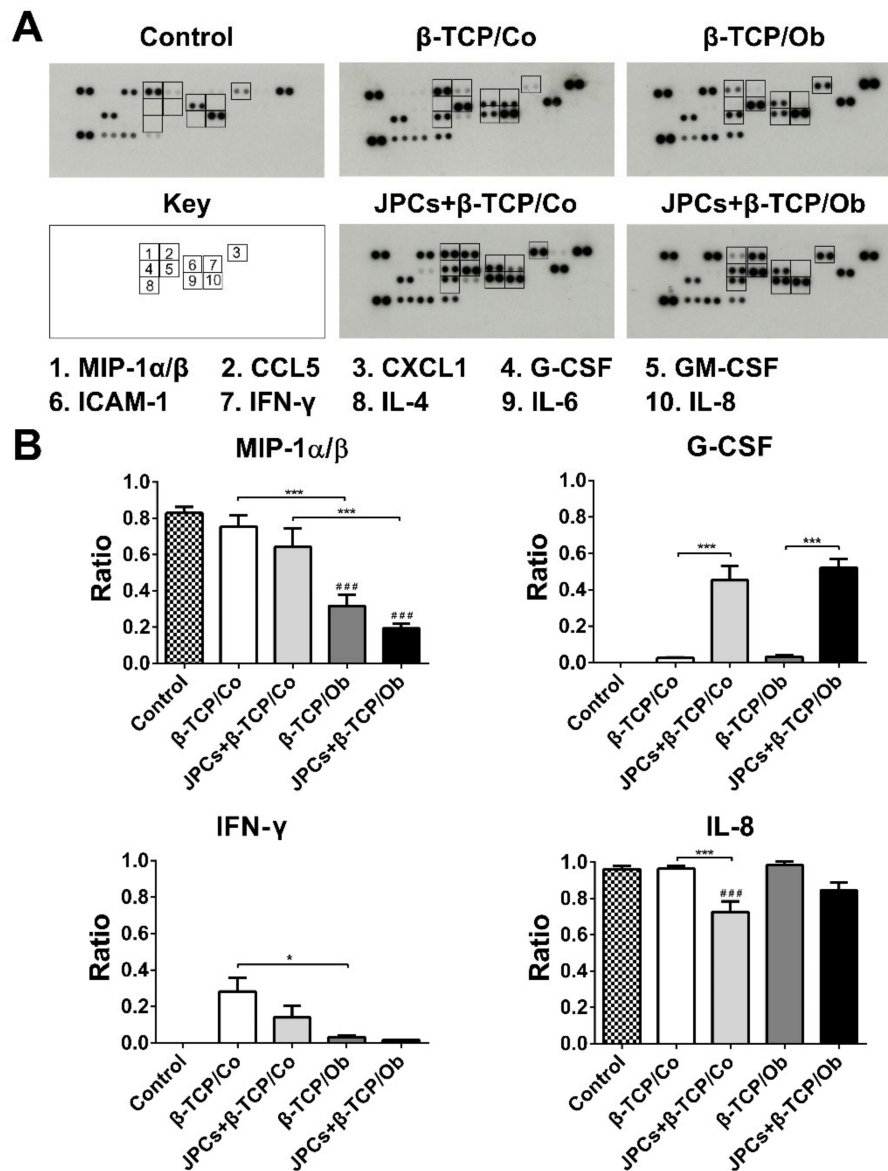 A
Control β-TCP/Co β-TCP/Ob
Key JPCs+β-TCP/Co JPCs+β-TCP/Ob
1 2 3
4 5 6 7
8 9 10
1. MIP-1α/β 2. CCL5 3. CXCL1 4. G-CSF 5. GM-CSF
6. ICAM-1 7. IFN-γ 8. IL-4 9. IL-6 10. IL-8
B
MIP-1α/β
Ratio
1.0
0.8
0.6
0.4
0.2
0.0
***
***
###
###
Control
β-TCP/Co
JPCs+β-TCP/Co
β-TCP/Ob
JPCs+β-TCP/Ob
G-CSF
Ratio
1.0
0.8
0.6
0.4
0.2
0.0
***
***
Control
β-TCP/Co
JPCs+β-TCP/Co
β-TCP/Ob
JPCs+β-TCP/Ob
IFN-γ
Ratio
1.0
0.8
0.6
0.4
0.2
0.0
*
Control
β-TCP/Co
JPCs+β-TCP/Co
β-TCP/Ob
JPCs+β-TCP/Ob
IL-8
Ratio
1.0
0.8
0.6
0.4
0.2
0.0
***
###
Control
β-TCP/Co
JPCs+β-TCP/Co
β-TCP/Ob
JPCs+β-TCP/Ob